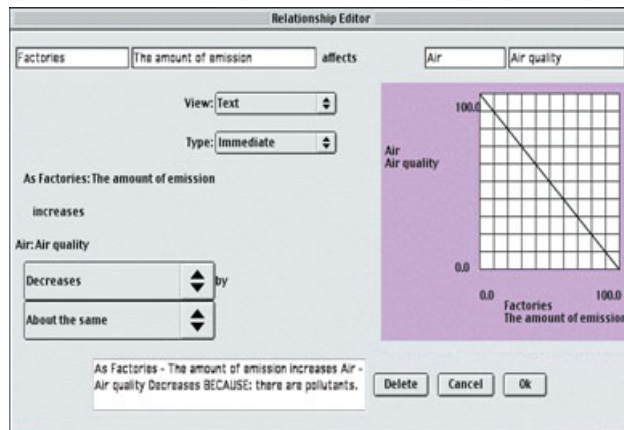 Relationship Editor
Factories The amount of emission affects Air Air quality
View: Text
Type: Immediate
As Factories: The amount of emission
increases
Air: Air quality
Decreases by
About the same
100.0
Air
Air quality
0.0
0.0 100.0
Factories
The amount of emission
As Factories - The amount of emission increases Air -
Air quality Decreases BECAUSE: there are pollutants.
Delete Cancel Ok